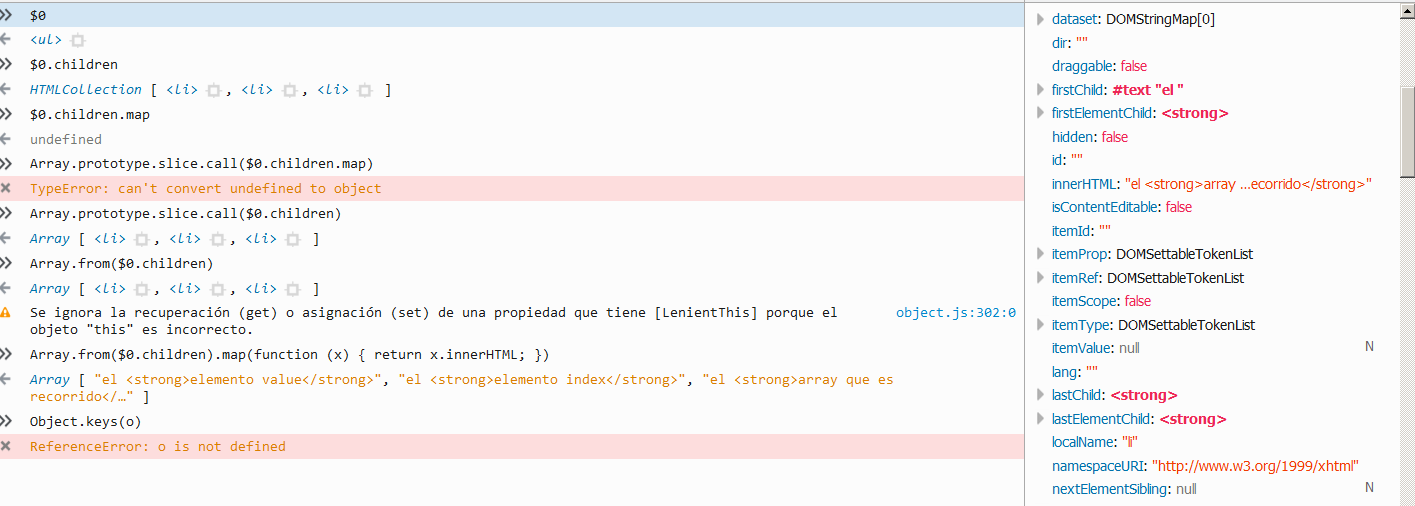 $0
<ul>
$0.children
HTMLCollection [ <li> , <li> , <li> ]
$0.children.map
undefined
Array.prototype.slice.call($0.children.map)
TypeError: can't convert undefined to object
Array.prototype.slice.call($0.children)
Array [ <li> , <li> , <li> ]
Array.from($0.children)
Array [ <li> , <li> , <li> ]
Se ignora la recuperación (get) o asignación (set) de una propiedad que tiene [LenientThis] porque el object.js:302:0
objeto "this" es incorrecto.
Array.from($0.children).map(function (x) { return x.innerHTML; })
Array [ "el <strong>elemento value</strong>", "el <strong>elemento index</strong>", "el <strong>array que es
recorrido</…" ]
Object.keys(o)
ReferenceError: o is not defined
dataset: DOMStringMap[0]
dir: ""
draggable: false
firstChild: #text "el "
firstElementChild: <strong>
hidden: false
id: ""
innerHTML: "el <strong>array …ecorrido</strong>"
isContentEditable: false
itemId: ""
itemProp: DOMSettableTokenList
itemRef: DOMSettableTokenList
itemScope: false
itemType: DOMSettableTokenList
itemValue: null N
lang: ""
lastChild: <strong>
lastElementChild: <strong>
localName: "li"
namespaceURI: "http://www.w3.org/1999/xhtml"
nextElementSibling: null N